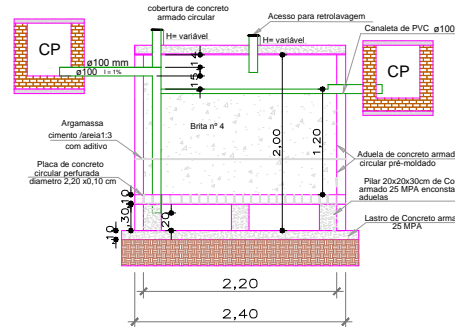 cobertura de concreto
armado circular
Acesso para retrolavagem
H= variável
H= variável
Canaleta de PVC ø100
CP
CP
ø100 mm
ø100 I = 1%
15
14
Argamassa
cimento /areia1:3
com aditivo
Brita nº 4
2,00
1,20
Aduela de concreto armad
circular pré-moldado
Placa de concreto
circular perfurada
diametro 2,20 x0,10 cm
Pilar 20x20x30cm de Co
armado 25 MPA enconsta
aduelas
30
10
20
10
Lastro de Concreto arma
25 MPA
2,20
2,40